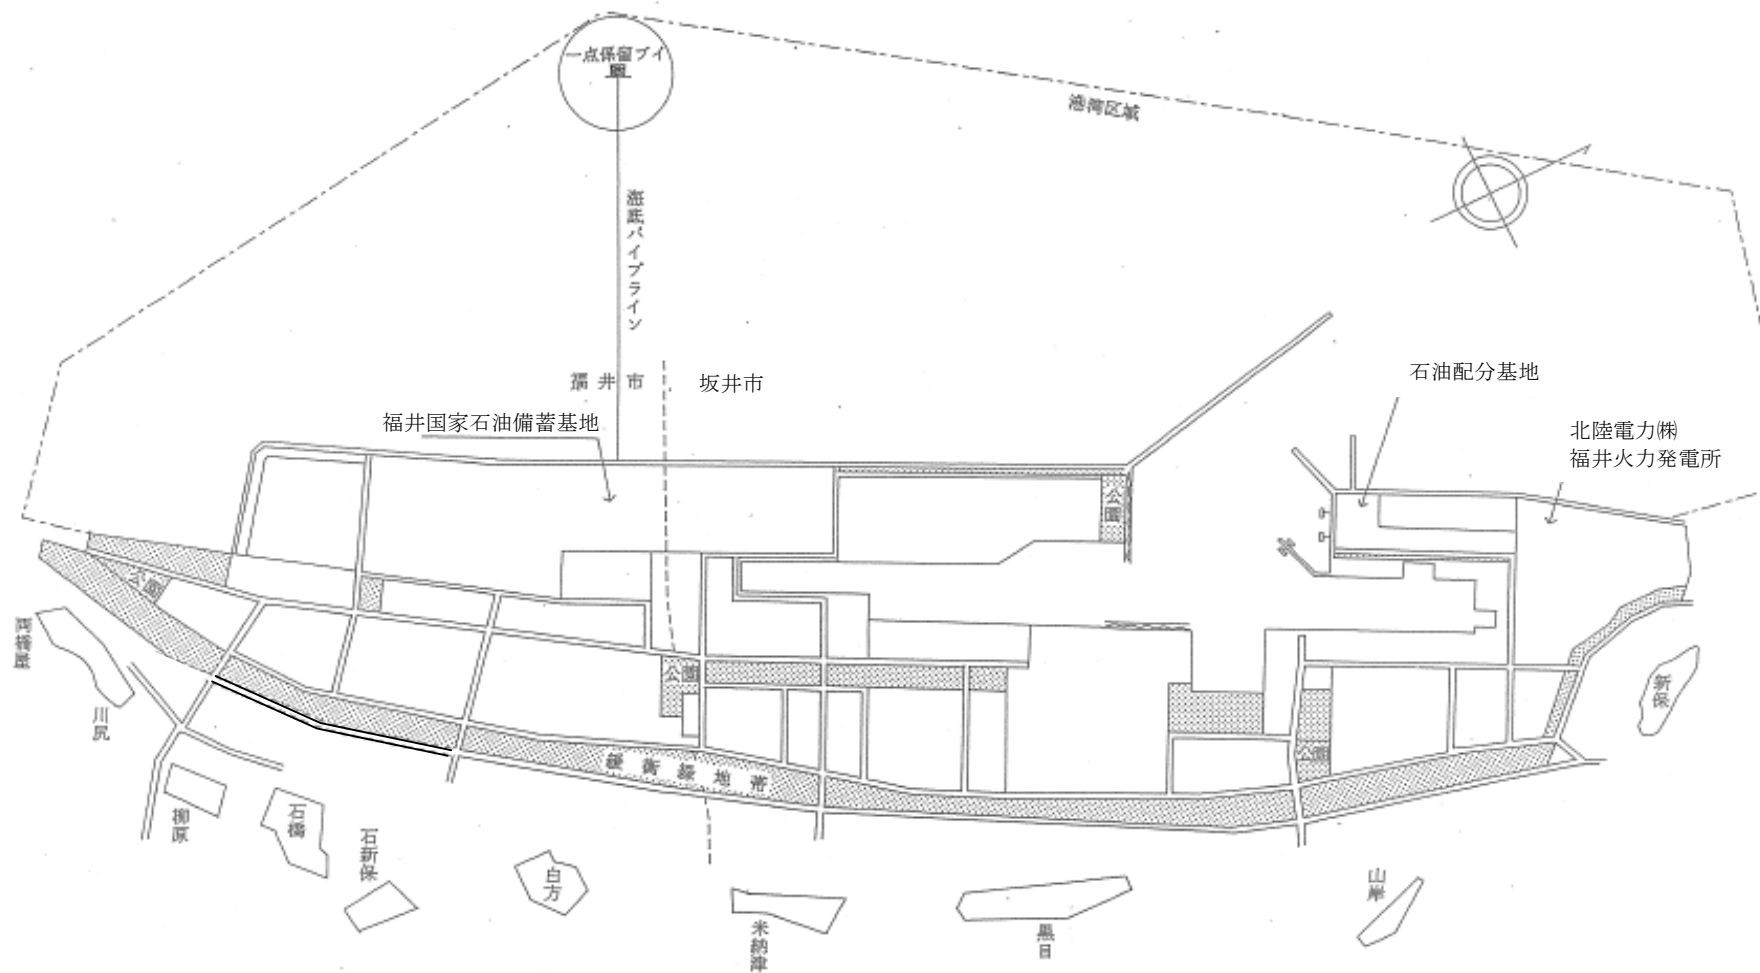 一点保留ブイ
港湾区域
海底パイプライン
福井市
坂井市
石油配分基地
福井国家石油備蓄基地
北陸電力㈱
福井火力発電所
公園
公園
公園
公園
緩衝緑地帯
両橋屋
川尻
柳原
石橋
石新保
白方
米納津
黒目
山岸
新保